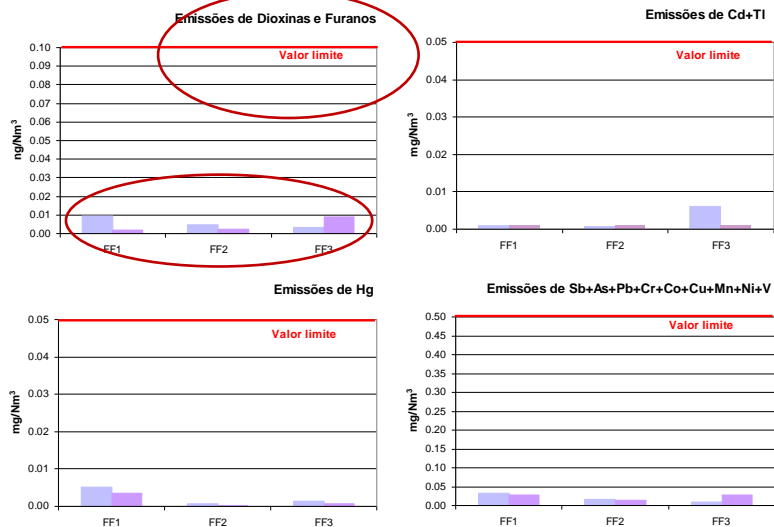 Emissões de Dioxinas e Furanos
Valor limite
0.10
0.09
0.08
0.07
0.06
0.05
0.04
0.03
0.02
0.01
0.00
ng/Nm³
FF1 FF2 FF3
Emissões de Cd+Tl
Valor limite
0.05
0.04
0.03
0.02
0.01
0.00
mg/Nm³
FF1 FF2 FF3
Emissões de Hg
Valor limite
0.05
0.04
0.03
0.02
0.01
0.00
mg/Nm³
FF1 FF2 FF3
Emissões de Sb+As+Pb+Cr+Co+Cu+Mn+Ni+V
Valor limite
0.50
0.45
0.40
0.35
0.30
0.25
0.20
0.15
0.10
0.05
0.00
mg/Nm³
FF1 FF2 FF3